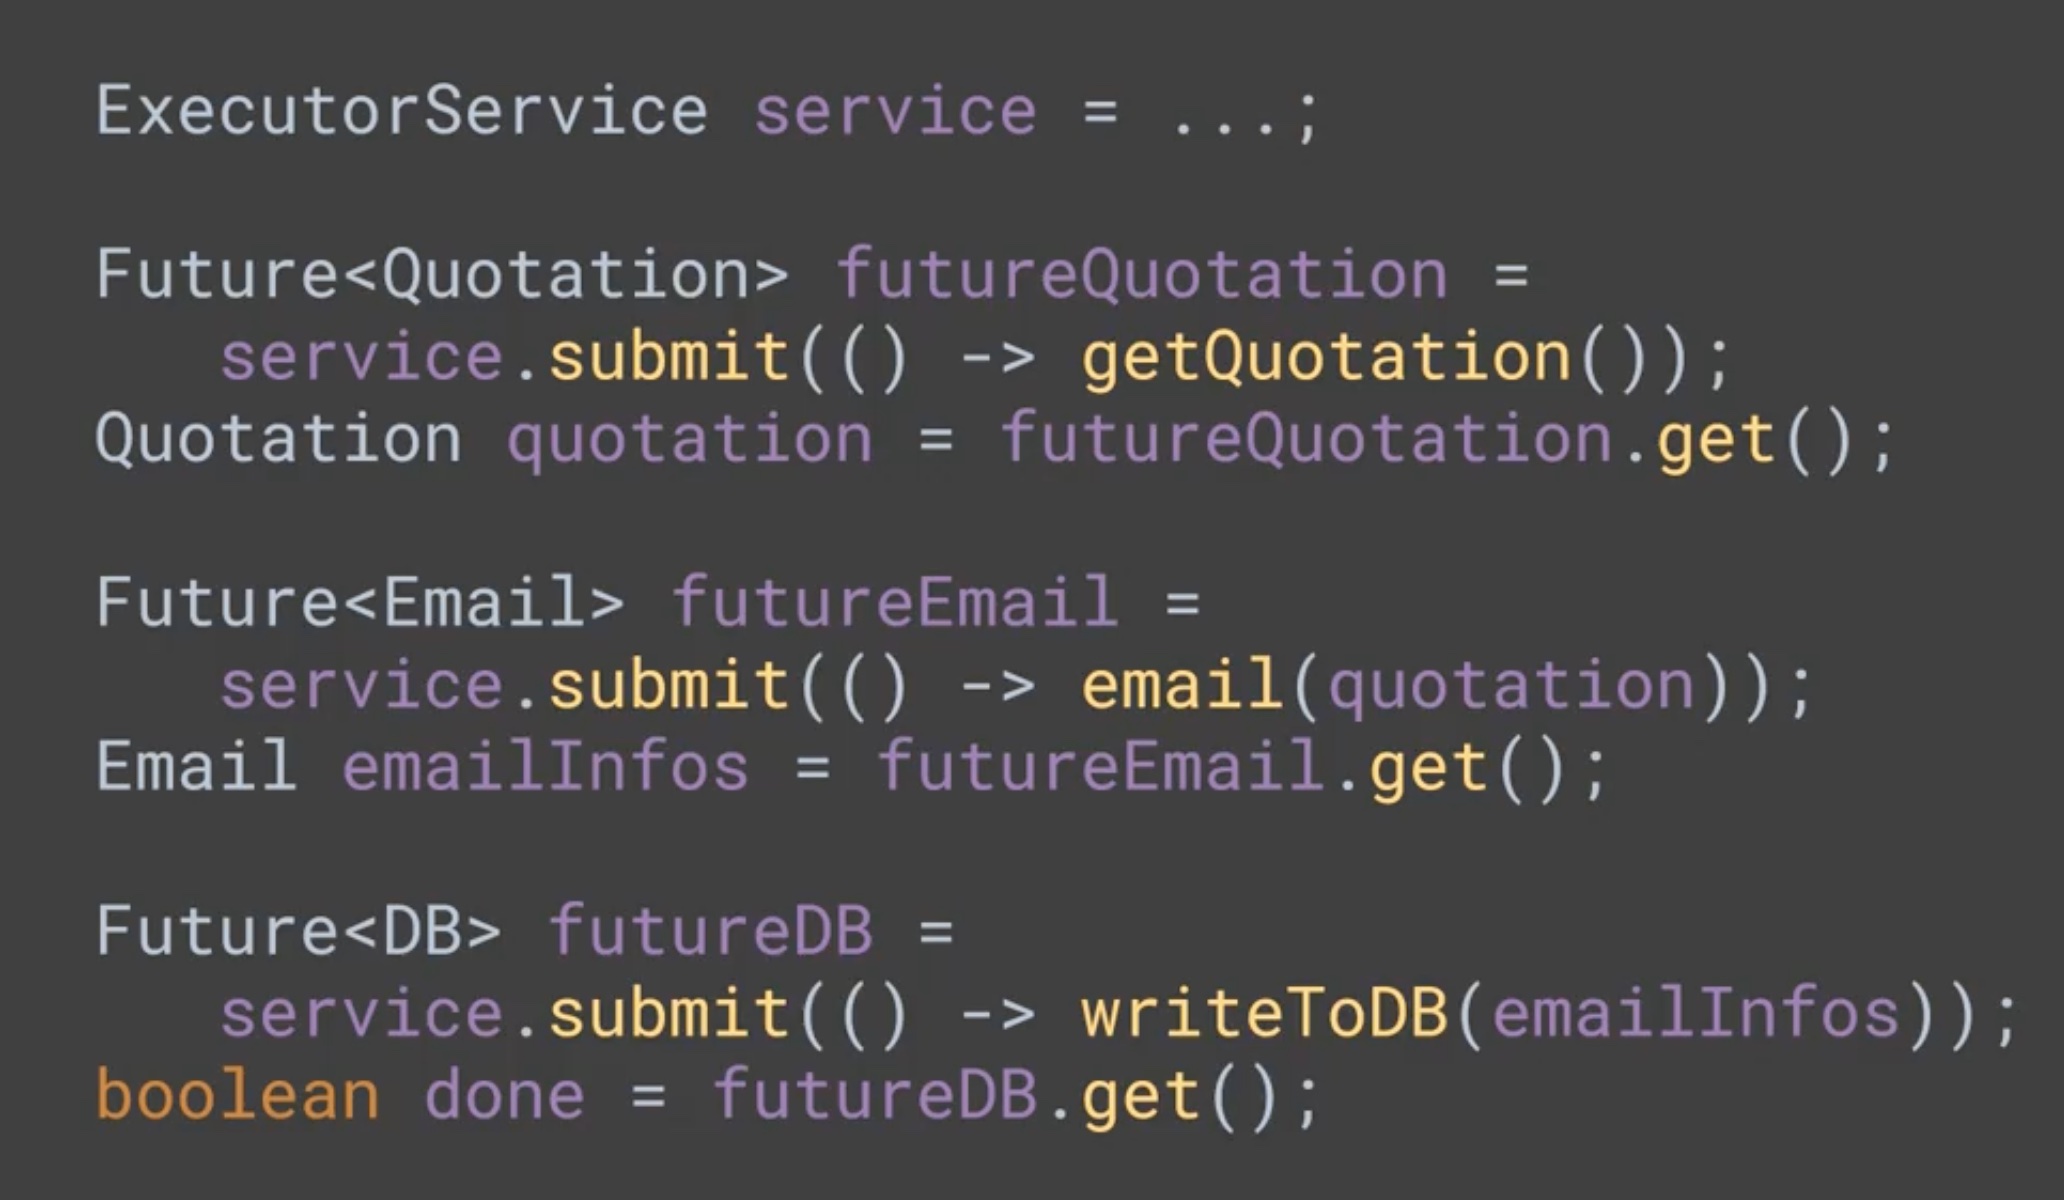 ExecutorService service = ...;
Future<Quotation> futureQuotation =
service.submit(() -> getQuotation());
Quotation quotation = futureQuotation.get();
Future<Email> futureEmail =
service.submit(() -> email(quotation));
Email emailInfos = futureEmail.get();
Future<DB> futureDB =
service.submit(() -> writeToDB(emailInfos));
boolean done = futureDB.get();